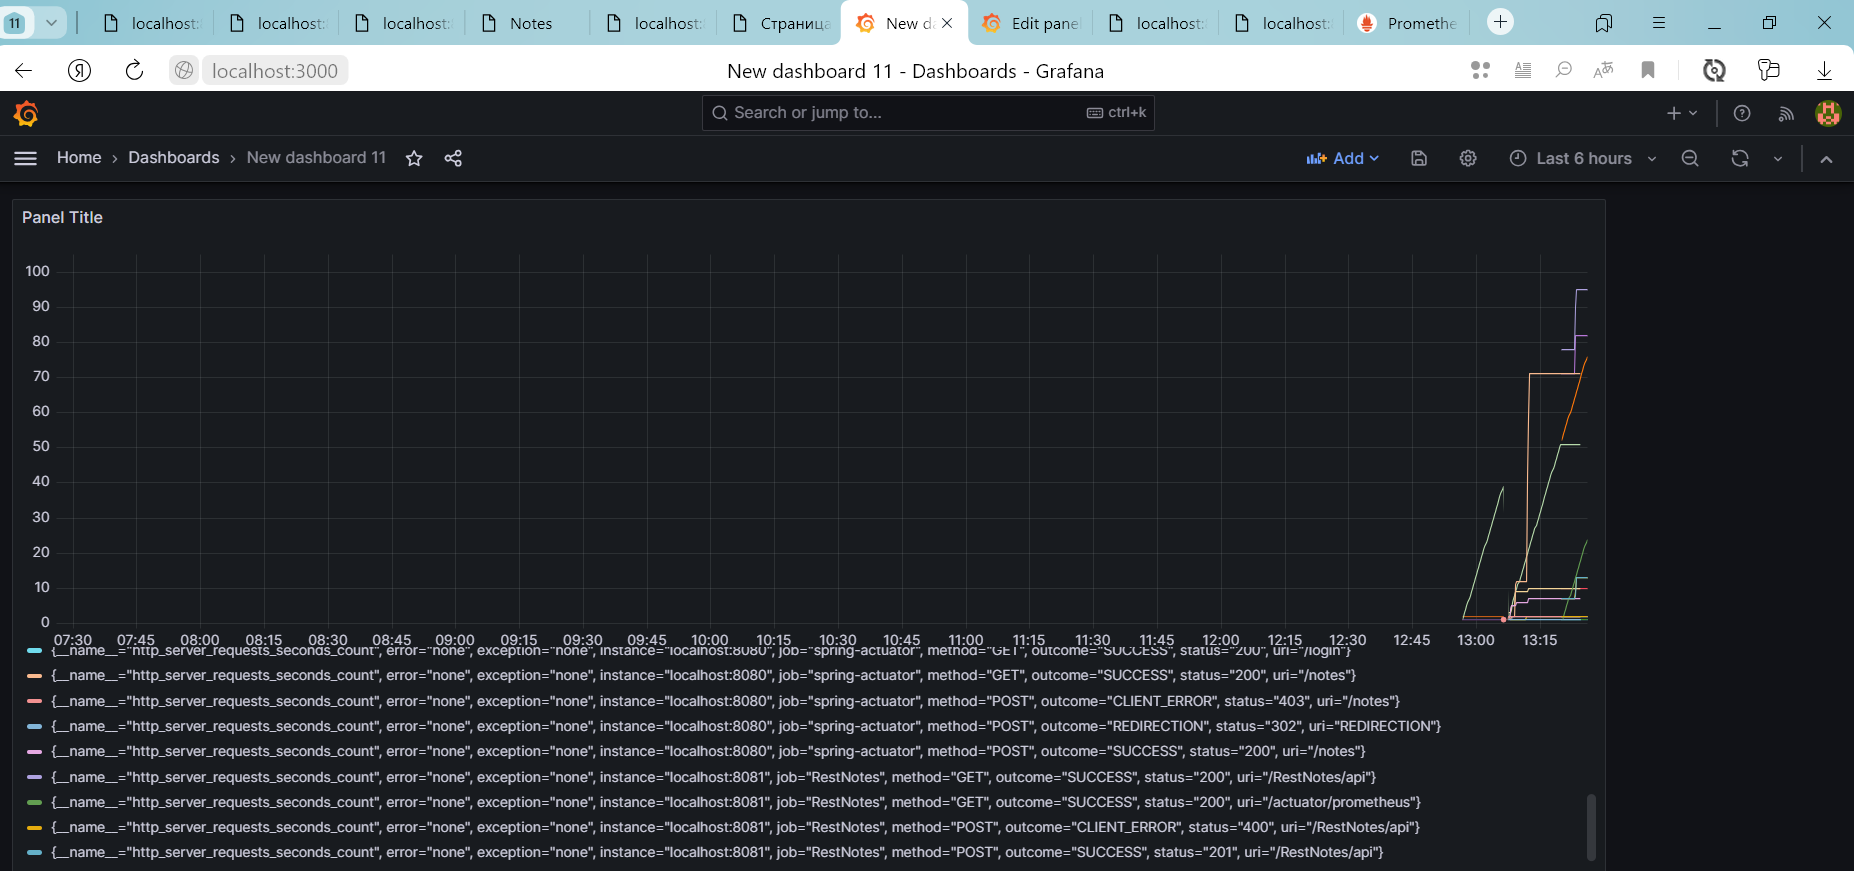 11 localhost: localhost: localhost: Notes localhost: Страница New d Edit pane localhost: localhost: Promethe
localhost:3000 New dashboard 11 - Dashboards - Grafana
Search or jump to... ctrl+k
Home › Dashboards › New dashboard 11 Add Last 6 hours
Panel Title
100
90
80
70
60
50
40
30
20
10
0
07:30 07:45 08:00 08:15 08:30 08:45 09:00 09:15 09:30 09:45 10:00 10:15 10:30 10:45 11:00 11:15 11:30 11:45 12:00 12:15 12:30 12:45 13:00 13:15
{__name__="http_server_requests_seconds_count", error="none", exception="none", instance="localhost:8080", job="spring-actuator", method="GET", outcome="SUCCESS", status="200", uri="/login"}
{__name__="http_server_requests_seconds_count", error="none", exception="none", instance="localhost:8080", job="spring-actuator", method="GET", outcome="SUCCESS", status="200", uri="/notes"}
{__name__="http_server_requests_seconds_count", error="none", exception="none", instance="localhost:8080", job="spring-actuator", method="POST", outcome="CLIENT_ERROR", status="403", uri="/notes"}
{__name__="http_server_requests_seconds_count", error="none", exception="none", instance="localhost:8080", job="spring-actuator", method="POST", outcome="REDIRECTION", status="302", uri="REDIRECTION"}
{__name__="http_server_requests_seconds_count", error="none", exception="none", instance="localhost:8080", job="spring-actuator", method="POST", outcome="SUCCESS", status="200", uri="/notes"}
{__name__="http_server_requests_seconds_count", error="none", exception="none", instance="localhost:8081", job="RestNotes", method="GET", outcome="SUCCESS", status="200", uri="/RestNotes/api"}
{__name__="http_server_requests_seconds_count", error="none", exception="none", instance="localhost:8081", job="RestNotes", method="GET", outcome="SUCCESS", status="200", uri="/actuator/prometheus"}
{__name__="http_server_requests_seconds_count", error="none", exception="none", instance="localhost:8081", job="RestNotes", method="POST", outcome="CLIENT_ERROR", status="400", uri="/RestNotes/api"}
{__name__="http_server_requests_seconds_count", error="none", exception="none", instance="localhost:8081", job="RestNotes", method="POST", outcome="SUCCESS", status="201", uri="/RestNotes/api"}